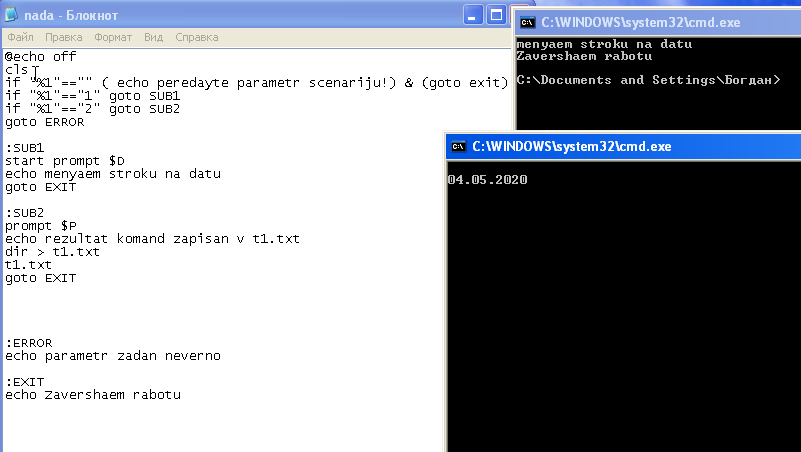 nada - Блокнот
Файл Правка Формат Вид Справка
@echo off
cls
if "%1"=="" ( echo peredayte parametr scenariju!) & (goto exit)
if "%1"=="1" goto SUB1
if "%1"=="2" goto SUB2
goto ERROR
:SUB1
start prompt $D
echo menyaem stroku na datu
goto EXIT
:SUB2
prompt $P
echo rezultat komand zapisan v t1.txt
dir > t1.txt
t1.txt
goto EXIT
:ERROR
echo parametr zadan neverno
:EXIT
echo Zavershaem rabotu
C:\WINDOWS\system32\cmd.exe
menyaem stroku na datu
Zavershaem rabotu
C:\Documents and Settings\Богдан>
C:\WINDOWS\system32\cmd.exe
04.05.2020